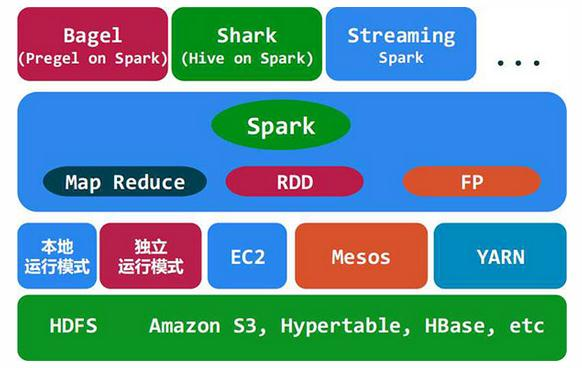 Bagel
(Pregel on Spark)
Shark
(Hive on Spark)
Streaming
Spark
...
Spark
Map Reduce
RDD
FP
本地
运行模式
独立
运行模式
EC2
Mesos
YARN
HDFS
Amazon S3, Hypertable, HBase, etc